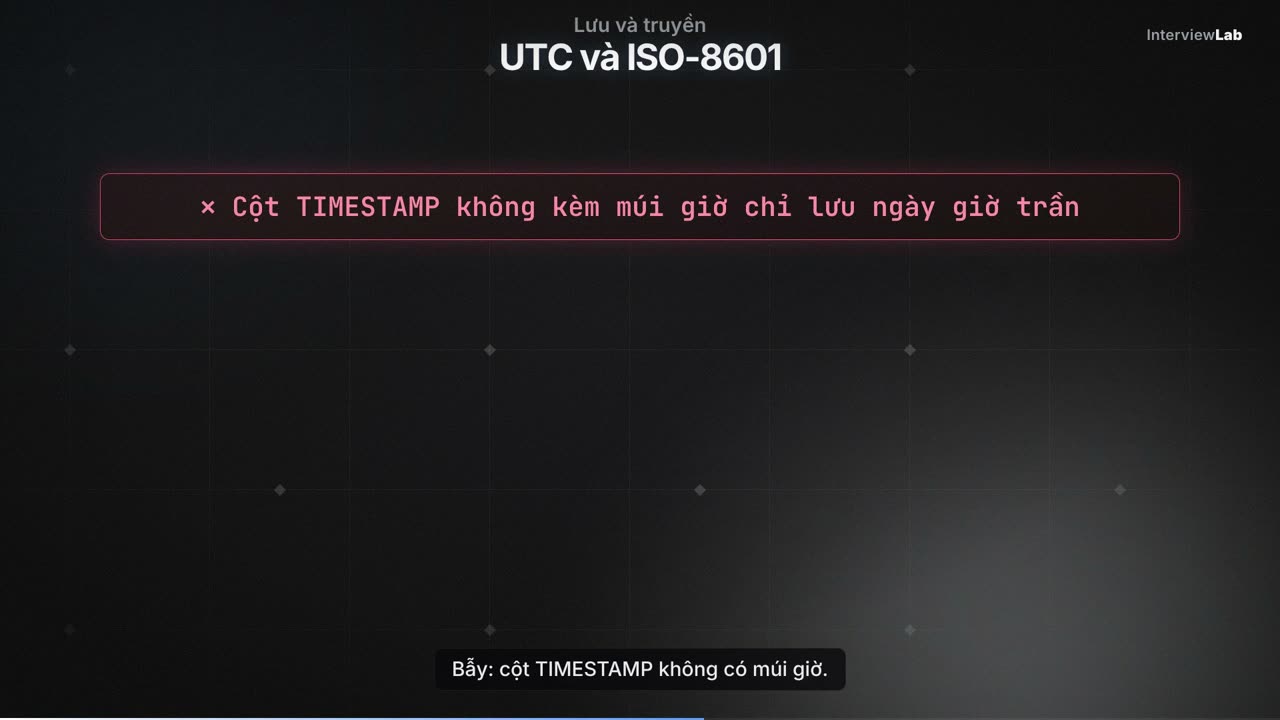 Lưu và truyền
UTC và ISO-8601
InterviewLab
× Cột TIMESTAMP không kèm múi giờ chỉ lưu ngày giờ trần
Bẫy: cột TIMESTAMP không có múi giờ.